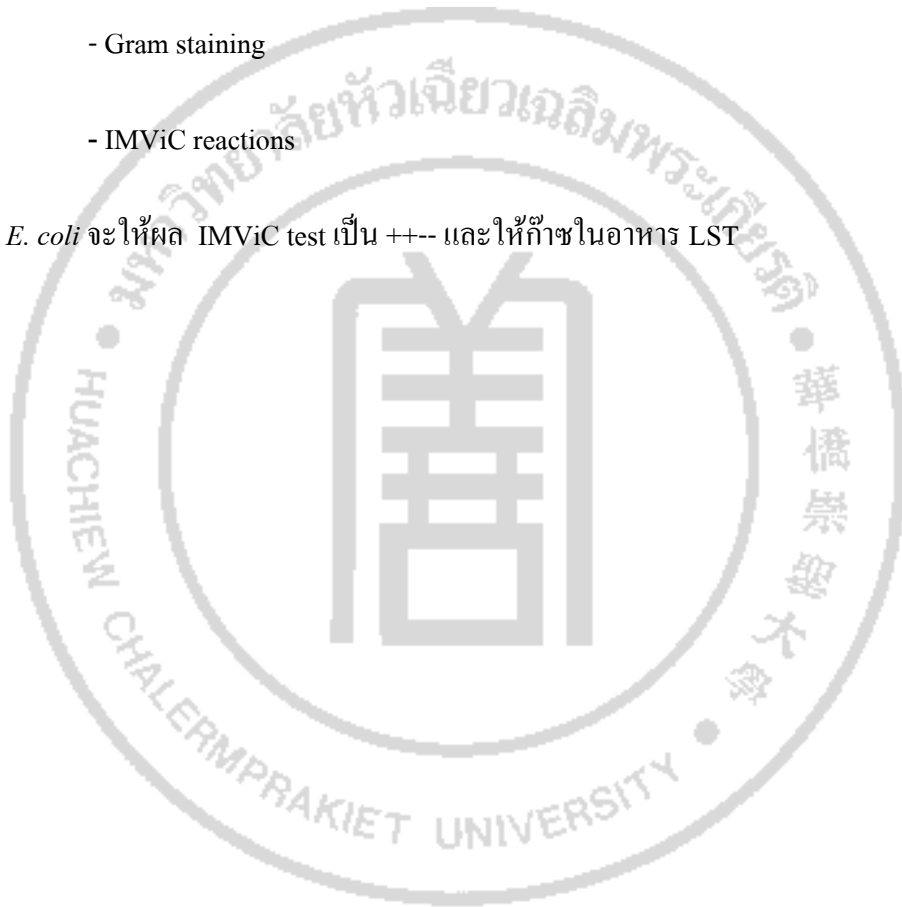 - Gram staining
- IMViC reactions
E. coli จะให้ผล IMViC test เป็น ++-- และให้ก๊าซในอาหาร LST
มหาวิทยาลัยหัวเฉียวเฉลิมพระเกียรติ
HUACHIEW CHALERMPRAKIET UNIVERSITY
華僑崇聖大學